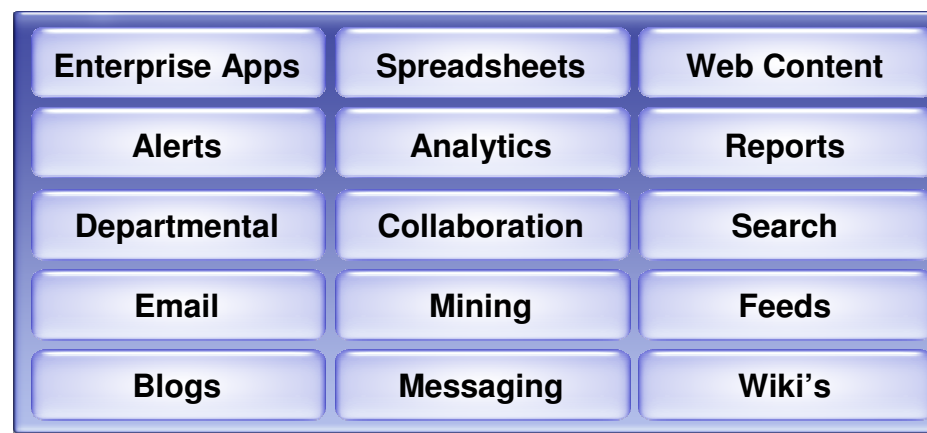 Enterprise Apps Spreadsheets Web Content
Alerts Analytics Reports
Departmental Collaboration Search
Email Mining Feeds
Blogs Messaging Wiki's